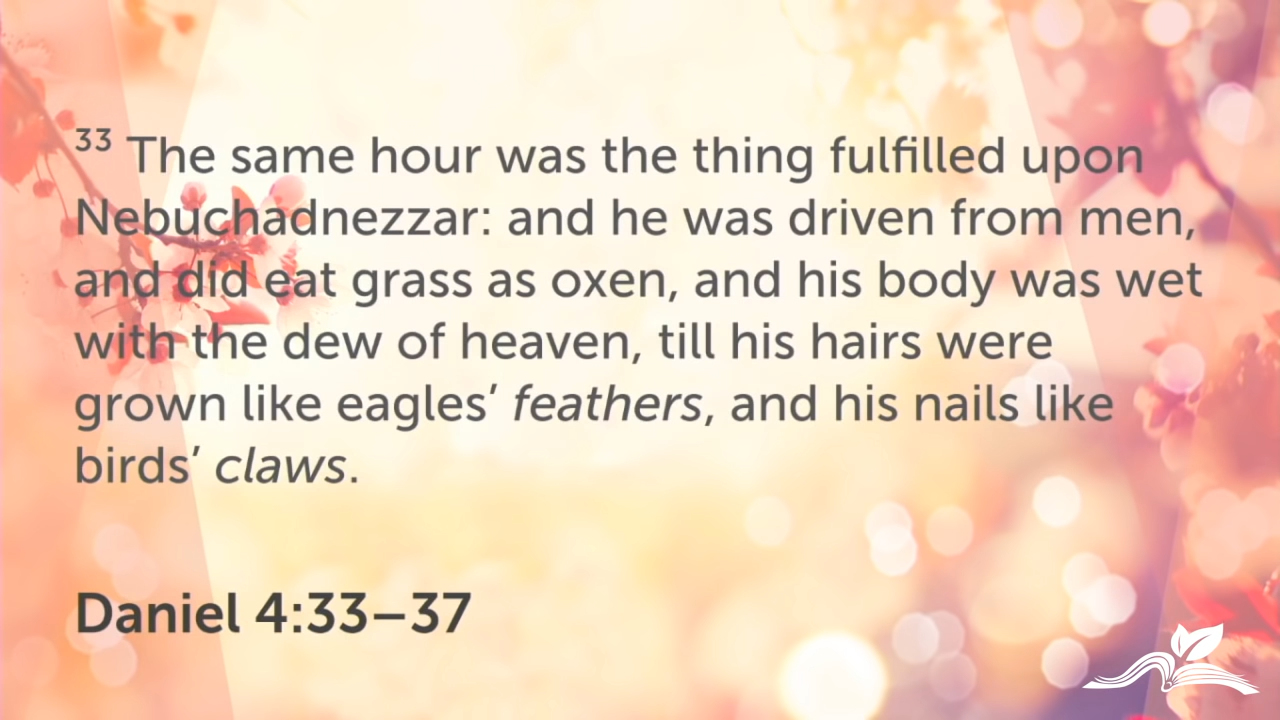 33 The same hour was the thing fulfilled upon
Nebuchadnezzar: and he was driven from men,
and did eat grass as oxen, and his body was wet
with the dew of heaven, till his hairs were
grown like eagles’ feathers, and his nails like
birds’ claws.
Daniel 4:33–37